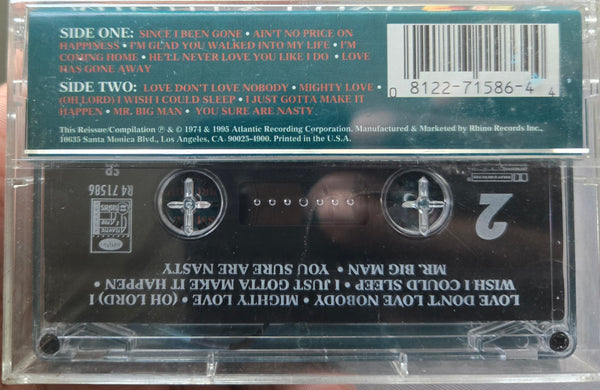 SIDE ONE: SINCE I BEEN GONE • AIN'T NO PRICE ON
HAPPINESS • I'M GLAD YOU WALKED INTO MY LIFE • I'M
COMING HOME • HE'LL NEVER LOVE YOU LIKE I DO • LOVE
HAS GONE AWAY
SIDE TWO: LOVE DON'T LOVE NOBODY • MIGHTY LOVE •
(OH LORD) I WISH I COULD SLEEP • I JUST GOTTA MAKE IT
HAPPEN • MR. BIG MAN • YOU SURE ARE NASTY
0 8122-71586-4 4
This Reissue/Compilation ℗ & © 1974 & 1995 Atlantic Recording Corporation. Manufactured & Marketed by Rhino Records Inc.,
10635 Santa Monica Blvd., Los Angeles, CA. 90025-4900. Printed in the U.S.A.
2
LOVE DON'T LOVE NOBODY • MIGHTY LOVE • (OH LORD) I
WISH I COULD SLEEP • I JUST GOTTA MAKE IT HAPPEN •
MR. BIG MAN • YOU SURE ARE NASTY
R4 71586
SP